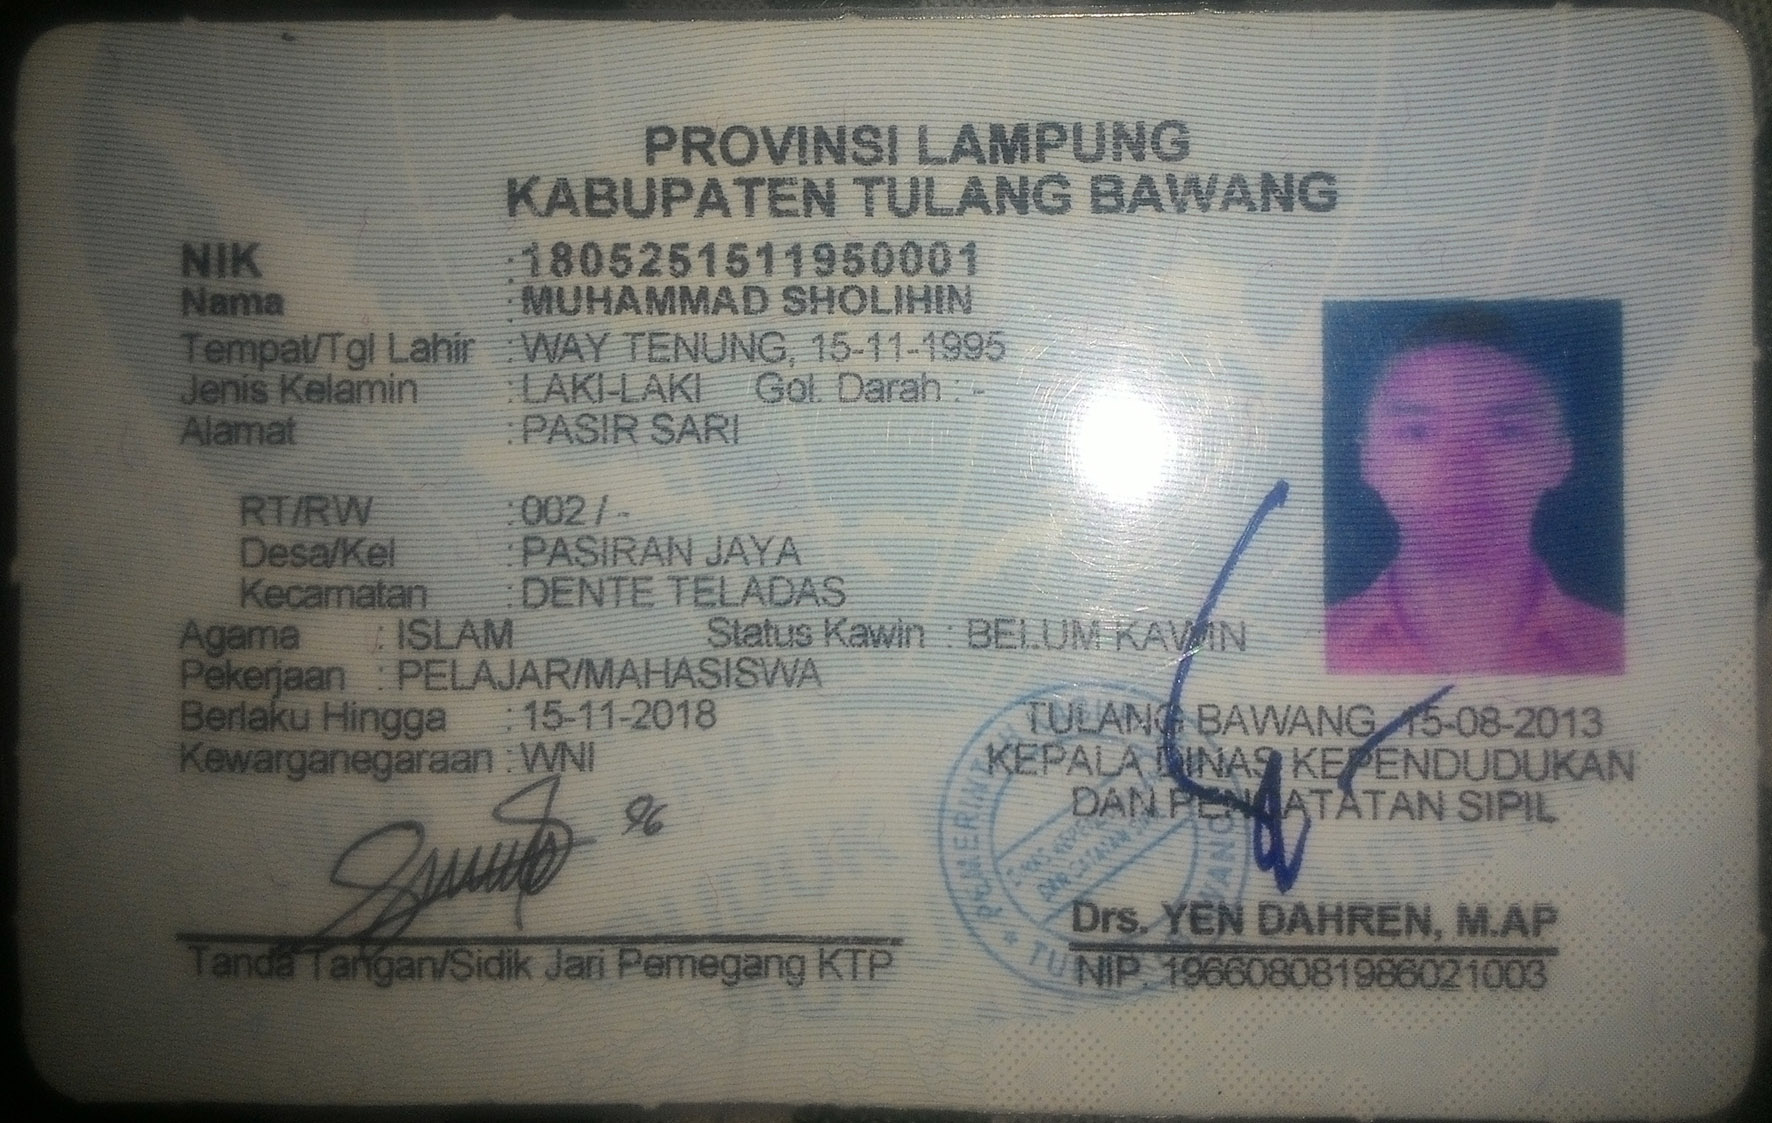 PROVINSI LAMPUNG
KABUPATEN TULANG BAWANG
NIK : 1805251511950001
Nama : MUHAMMAD SHOLIHIN
Tempat/Tgl Lahir : WAY TENUNG, 15-11-1995
Jenis Kelamin : LAKI-LAKI Gol. Darah : -
Alamat : PASIR SARI
RT/RW : 002 / -
Desa/Kel : PASIRAN JAYA
Kecamatan : DENTE TELADAS
Agama : ISLAM Status Kawin : BELUM KAWIN
Pekerjaan : PELAJAR/MAHASISWA
Berlaku Hingga : 15-11-2018
Kewarganegaraan : WNI
TULANG BAWANG, 15-08-2013
KEPALA DINAS KEPENDUDUKAN
DAN PENCATATAN SIPIL
Drs. YEN DAHREN, M.AP
NIP. 196608081986021003
Tanda Tangan/Sidik Jari Pemegang KTP
PEMERINTAH